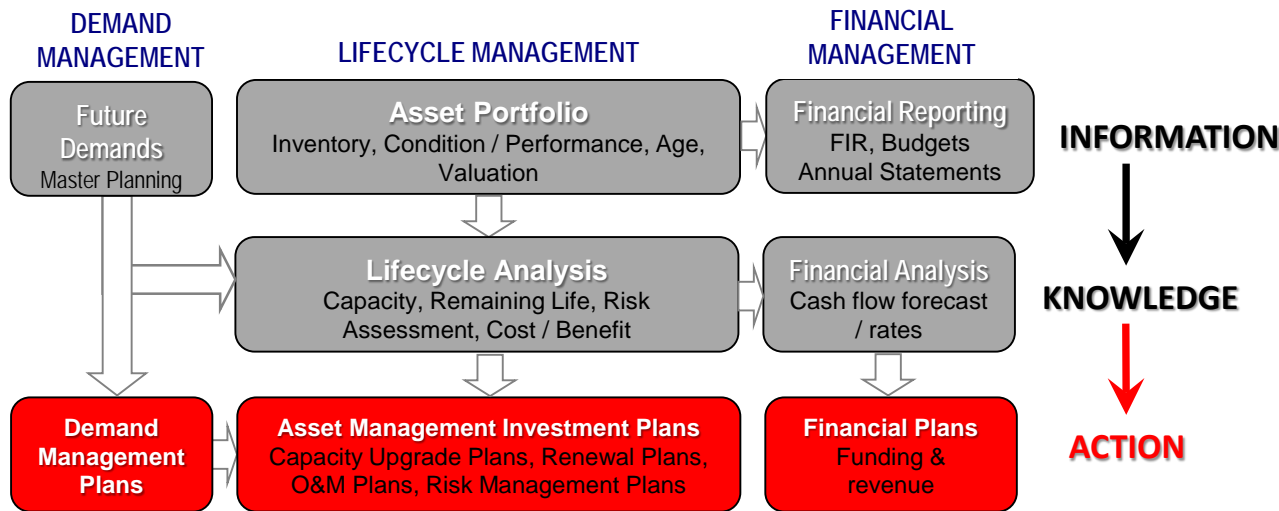 DEMAND
MANAGEMENT
LIFECYCLE MANAGEMENT
FINANCIAL
MANAGEMENT
Future
Demands
Master Planning
Asset Portfolio
Inventory, Condition / Performance, Age,
Valuation
Financial Reporting
FIR, Budgets
Annual Statements
INFORMATION
Lifecycle Analysis
Capacity, Remaining Life, Risk
Assessment, Cost / Benefit
Financial Analysis
Cash flow forecast
/ rates
KNOWLEDGE
Demand
Management
Plans
Asset Management Investment Plans
Capacity Upgrade Plans, Renewal Plans,
O&M Plans, Risk Management Plans
Financial Plans
Funding &
revenue
ACTION